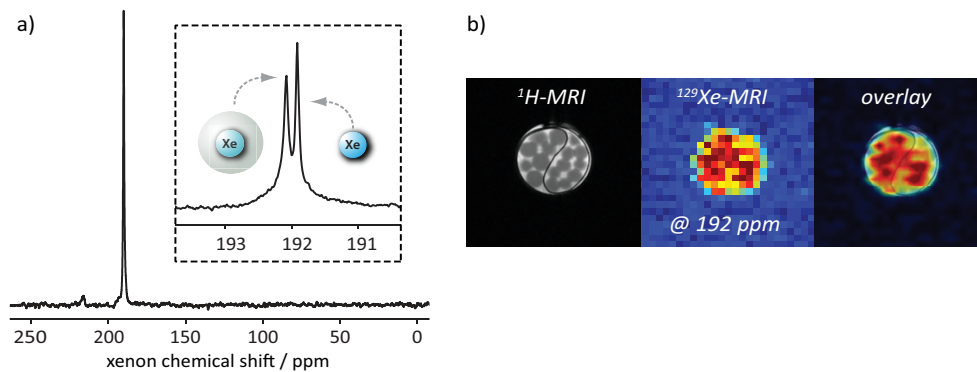 a)
Xe
Xe
193 192 191
250 200 150 100 50 0
xenon chemical shift / ppm
b)
¹H-MRI
¹²⁹Xe-MRI
overlay
@ 192 ppm